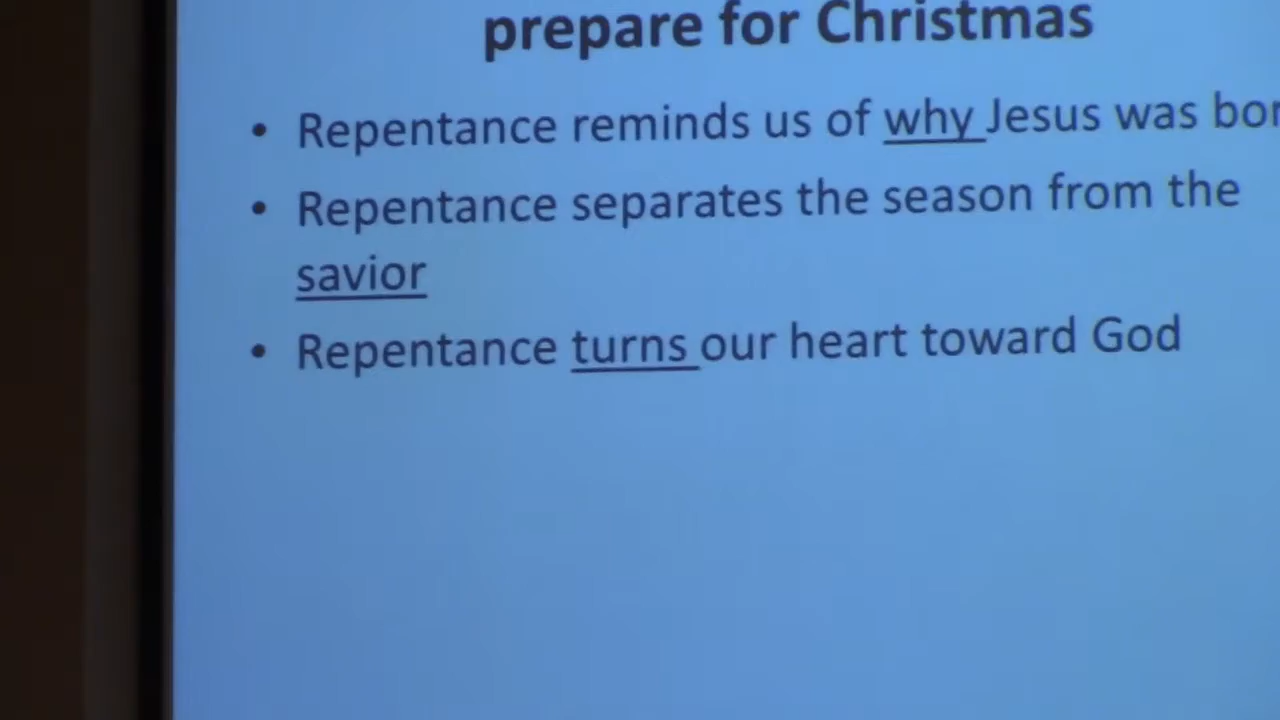 prepare for Christmas
• Repentance reminds us of why Jesus was bor
• Repentance separates the season from the
savior
• Repentance turns our heart toward God